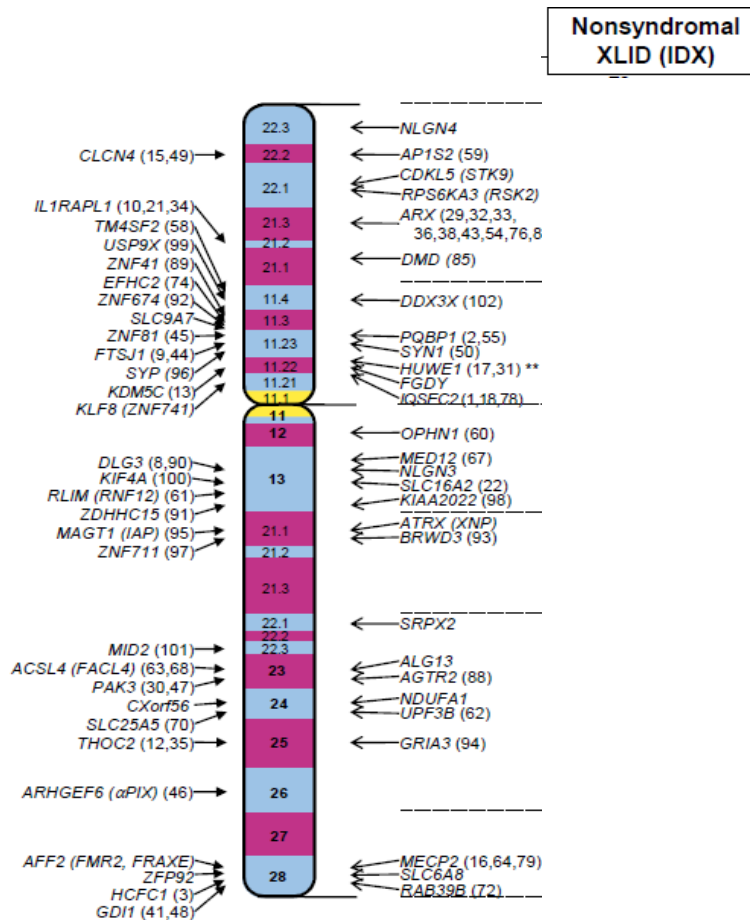 Nonsyndromal
XLID (IDX)
22.3
22.2
22.1
21.3
21.2
21.1
11.4
11.3
11.23
11.22
11.21
11.1
11
12
13
21.1
21.2
21.3
22.1
22.2
22.3
23
24
25
26
27
28
CLCN4 (15,49)
IL1RAPL1 (10,21,34)
TM4SF2 (58)
USP9X (99)
ZNF41 (89)
EFHC2 (74)
ZNF674 (92)
SLC9A7
ZNF81 (45)
FTSJ1 (9,44)
SYP (96)
KDM5C (13)
KLF8 (ZNF741)
DLG3 (8,90)
KIF4A (100)
RLIM (RNF12) (61)
ZDHHC15 (91)
MAGT1 (IAP) (95)
ZNF711 (97)
MID2 (101)
ACSL4 (FACL4) (63,68)
PAK3 (30,47)
CXorf56
SLC25A5 (70)
THOC2 (12,35)
ARHGEF6 (αPIX) (46)
AFF2 (FMR2, FRAXE)
ZFP92
HCFC1 (3)
GDI1 (41,48)
NLGN4
AP1S2 (59)
CDKL5 (STK9)
RPS6KA3 (RSK2)
ARX (29,32,33,
36,38,43,54,76,8
DMD (85)
DDX3X (102)
PQBP1 (2,55)
SYN1 (50)
HUWE1 (17,31) **
FGDY
IQSEC2 (1,18,78)
OPHN1 (60)
MED12 (67)
NLGN3
SLC16A2 (22)
KIAA2022 (98)
ATRX (XNP)
BRWD3 (93)
SRPX2
ALG13
AGTR2 (88)
NDUFA1
UPF3B (62)
GRIA3 (94)
MECP2 (16,64,79)
SLC6A8
RAB39B (72)